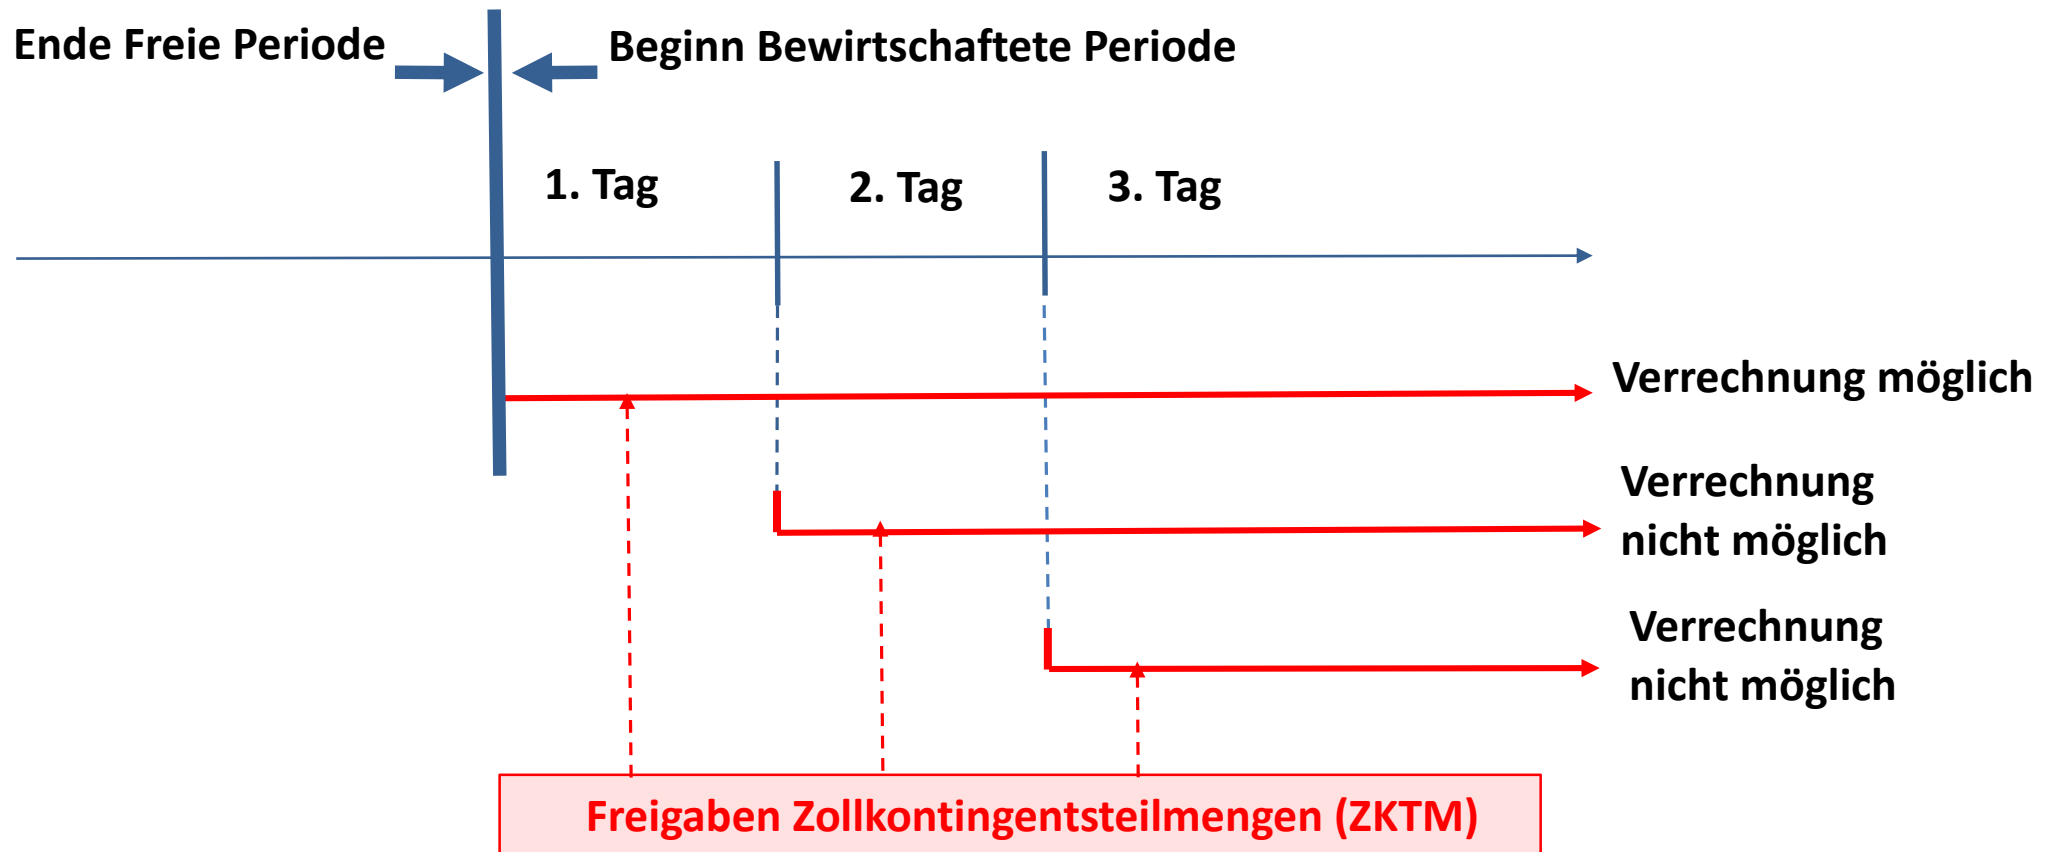 Ende Freie Periode
Beginn Bewirtschaftete Periode
1. Tag
2. Tag
3. Tag
Verrechnung möglich
Verrechnung
nicht möglich
Verrechnung
nicht möglich
Freigaben Zollkontingentsteilmengen (ZKTM)